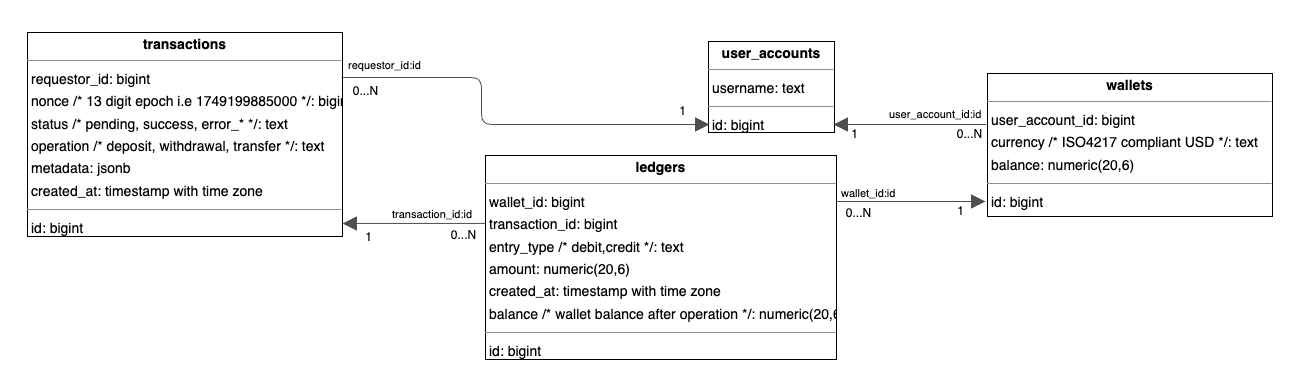 transactions
requestor_id: bigint
nonce /* 13 digit epoch i.e 1749199885000 */: bigi
status /* pending, success, error_* */: text
operation /* deposit, withdrawal, transfer */: text
metadata: jsonb
created_at: timestamp with time zone
id: bigint
requestor_id:id
0...N
1
user_accounts
username: text
id: bigint
user_account_id:id
1
0...N
wallets
user_account_id: bigint
currency /* ISO4217 compliant USD */: text
balance: numeric(20,6)
id: bigint
transaction_id:id
1
0...N
ledgers
wallet_id: bigint
transaction_id: bigint
entry_type /* debit,credit */: text
amount: numeric(20,6)
created_at: timestamp with time zone
balance /* wallet balance after operation */: numeric(20,6
id: bigint
wallet_id:id
0...N
1